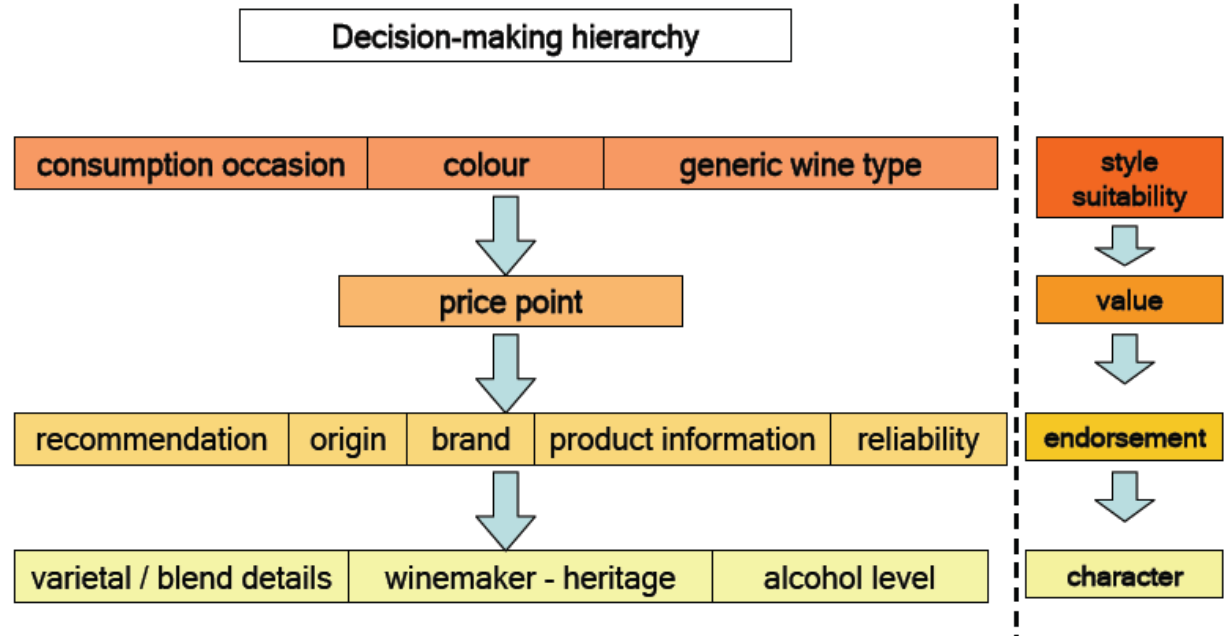 Decision-making hierarchy
consumption occasion
colour
generic wine type
style
suitability
price point
value
recommendation
origin
brand
product information
reliability
endorsement
varietal / blend details
winemaker - heritage
alcohol level
character